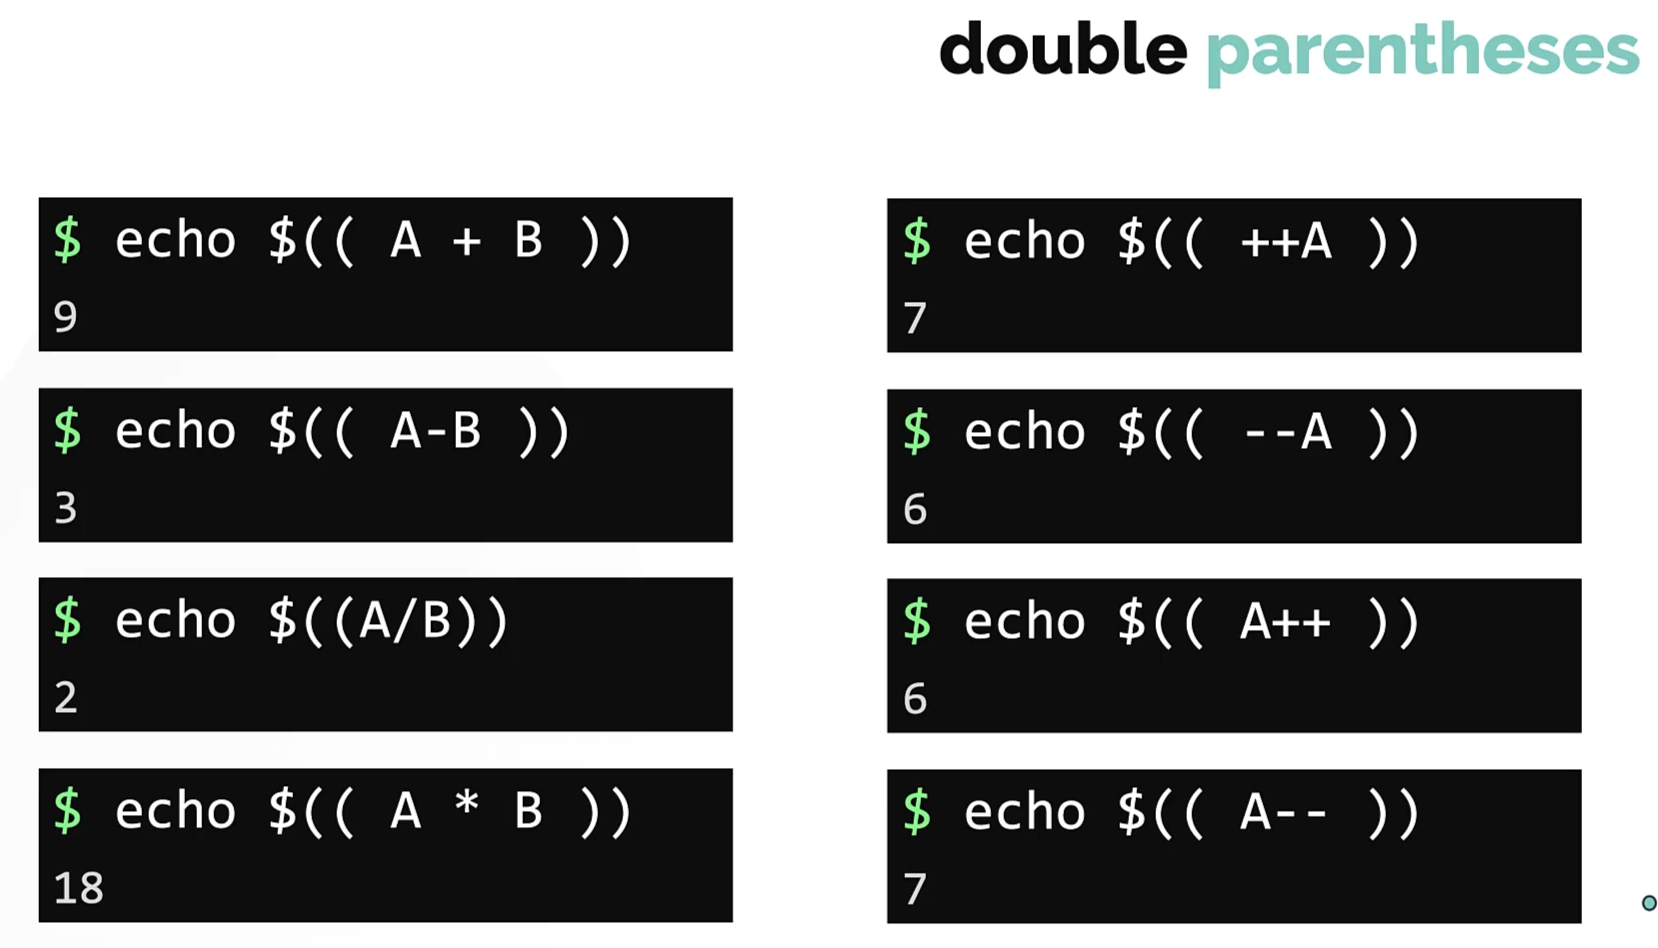 double parentheses
$ echo $(( A + B ))
9
$ echo $(( A-B ))
3
$ echo $((A/B))
2
$ echo $(( A * B ))
18
$ echo $(( ++A ))
7
$ echo $(( --A ))
6
$ echo $(( A++ ))
6
$ echo $(( A-- ))
7